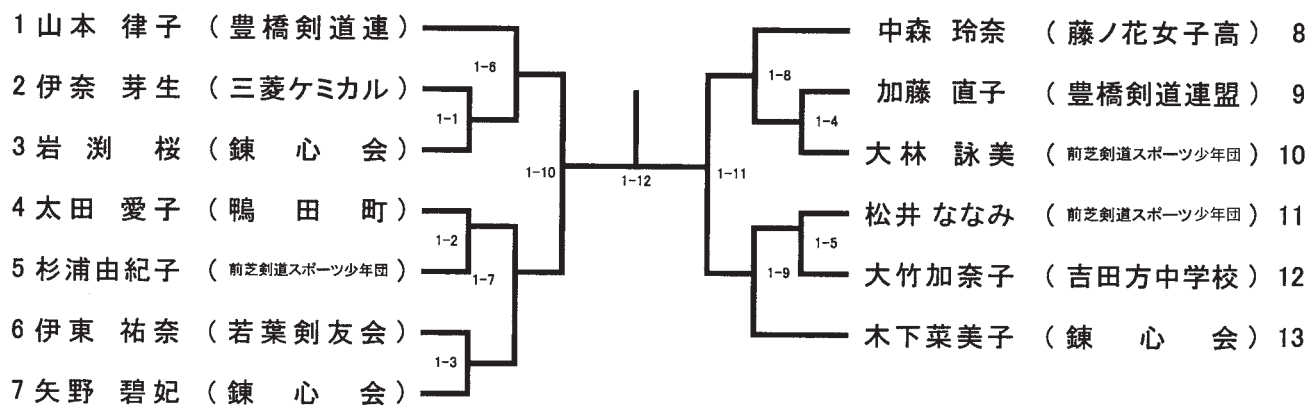 1 山本 律子 (豊橋剣道連)
2 伊奈 芽生 (三菱ケミカル)
3 岩渕 桜 (錬心会)
4 太田 愛子 (鴨田町)
5 杉浦由紀子 (前芝剣道スポーツ少年団)
6 伊東 祐奈 (若葉剣友会)
7 矢野 碧妃 (錬心会)
1-6
1-1
1-10
1-2
1-7
1-3
1-12
1-8
1-4
1-11
1-5
1-9
中森 玲奈 (藤ノ花女子高) 8
加藤 直子 (豊橋剣道連盟) 9
大林 詠美 (前芝剣道スポーツ少年団) 10
松井 ななみ (前芝剣道スポーツ少年団) 11
大竹加奈子 (吉田方中学校) 12
木下菜美子 (錬心会) 13